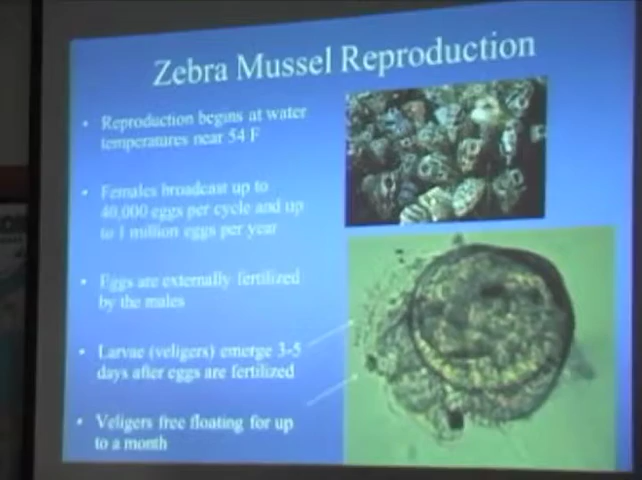 Zebra Mussel Reproduction
• Reproduction begins at water
temperatures near 54 F
• Females broadcast up to
40,000 eggs per cycle and up
to 1 million eggs per year
• Eggs are externally fertilized
by the males
• Larvae (veligers) emerge 3-5
days after eggs are fertilized
• Veligers free floating for up
to a month